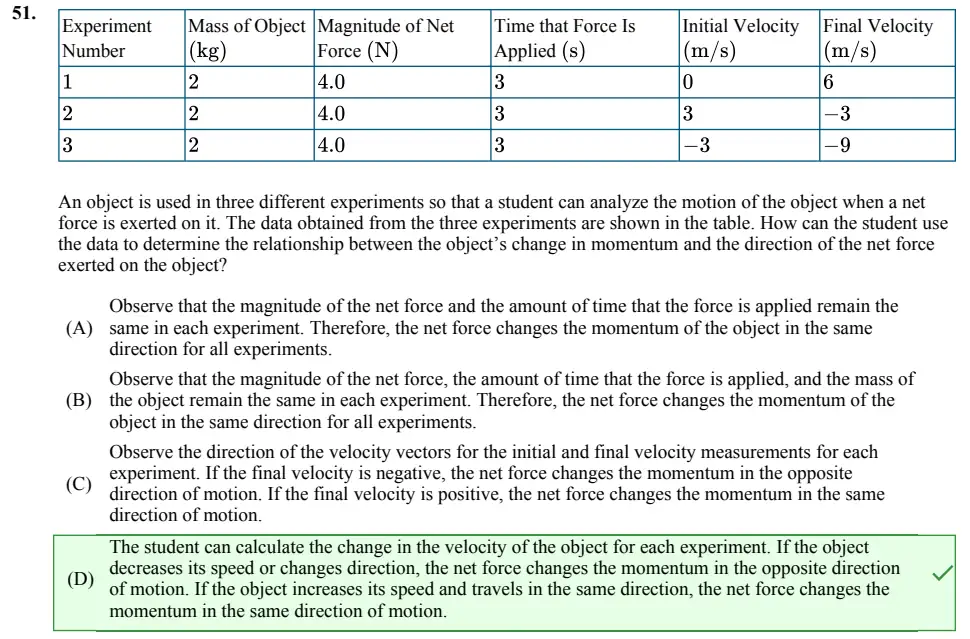 51.
Experiment Number | Mass of Object (kg) | Magnitude of Net Force (N) | Time that Force Is Applied (s) | Initial Velocity (m/s) | Final Velocity (m/s)
1 | 2 | 4.0 | 3 | 0 | 6
2 | 2 | 4.0 | 3 | 3 | −3
3 | 2 | 4.0 | 3 | −3 | −9
An object is used in three different experiments so that a student can analyze the motion of the object when a net
force is exerted on it. The data obtained from the three experiments are shown in the table. How can the student use
the data to determine the relationship between the object's change in momentum and the direction of the net force
exerted on the object?
Observe that the magnitude of the net force and the amount of time that the force is applied remain the
(A) same in each experiment. Therefore, the net force changes the momentum of the object in the same
direction for all experiments.
Observe that the magnitude of the net force, the amount of time that the force is applied, and the mass of
(B) the object remain the same in each experiment. Therefore, the net force changes the momentum of the
object in the same direction for all experiments.
Observe the direction of the velocity vectors for the initial and final velocity measurements for each
experiment. If the final velocity is negative, the net force changes the momentum in the opposite
(C) direction of motion. If the final velocity is positive, the net force changes the momentum in the same
direction of motion.
The student can calculate the change in the velocity of the object for each experiment. If the object
decreases its speed or changes direction, the net force changes the momentum in the opposite direction
(D) of motion. If the object increases its speed and travels in the same direction, the net force changes the
momentum in the same direction of motion.